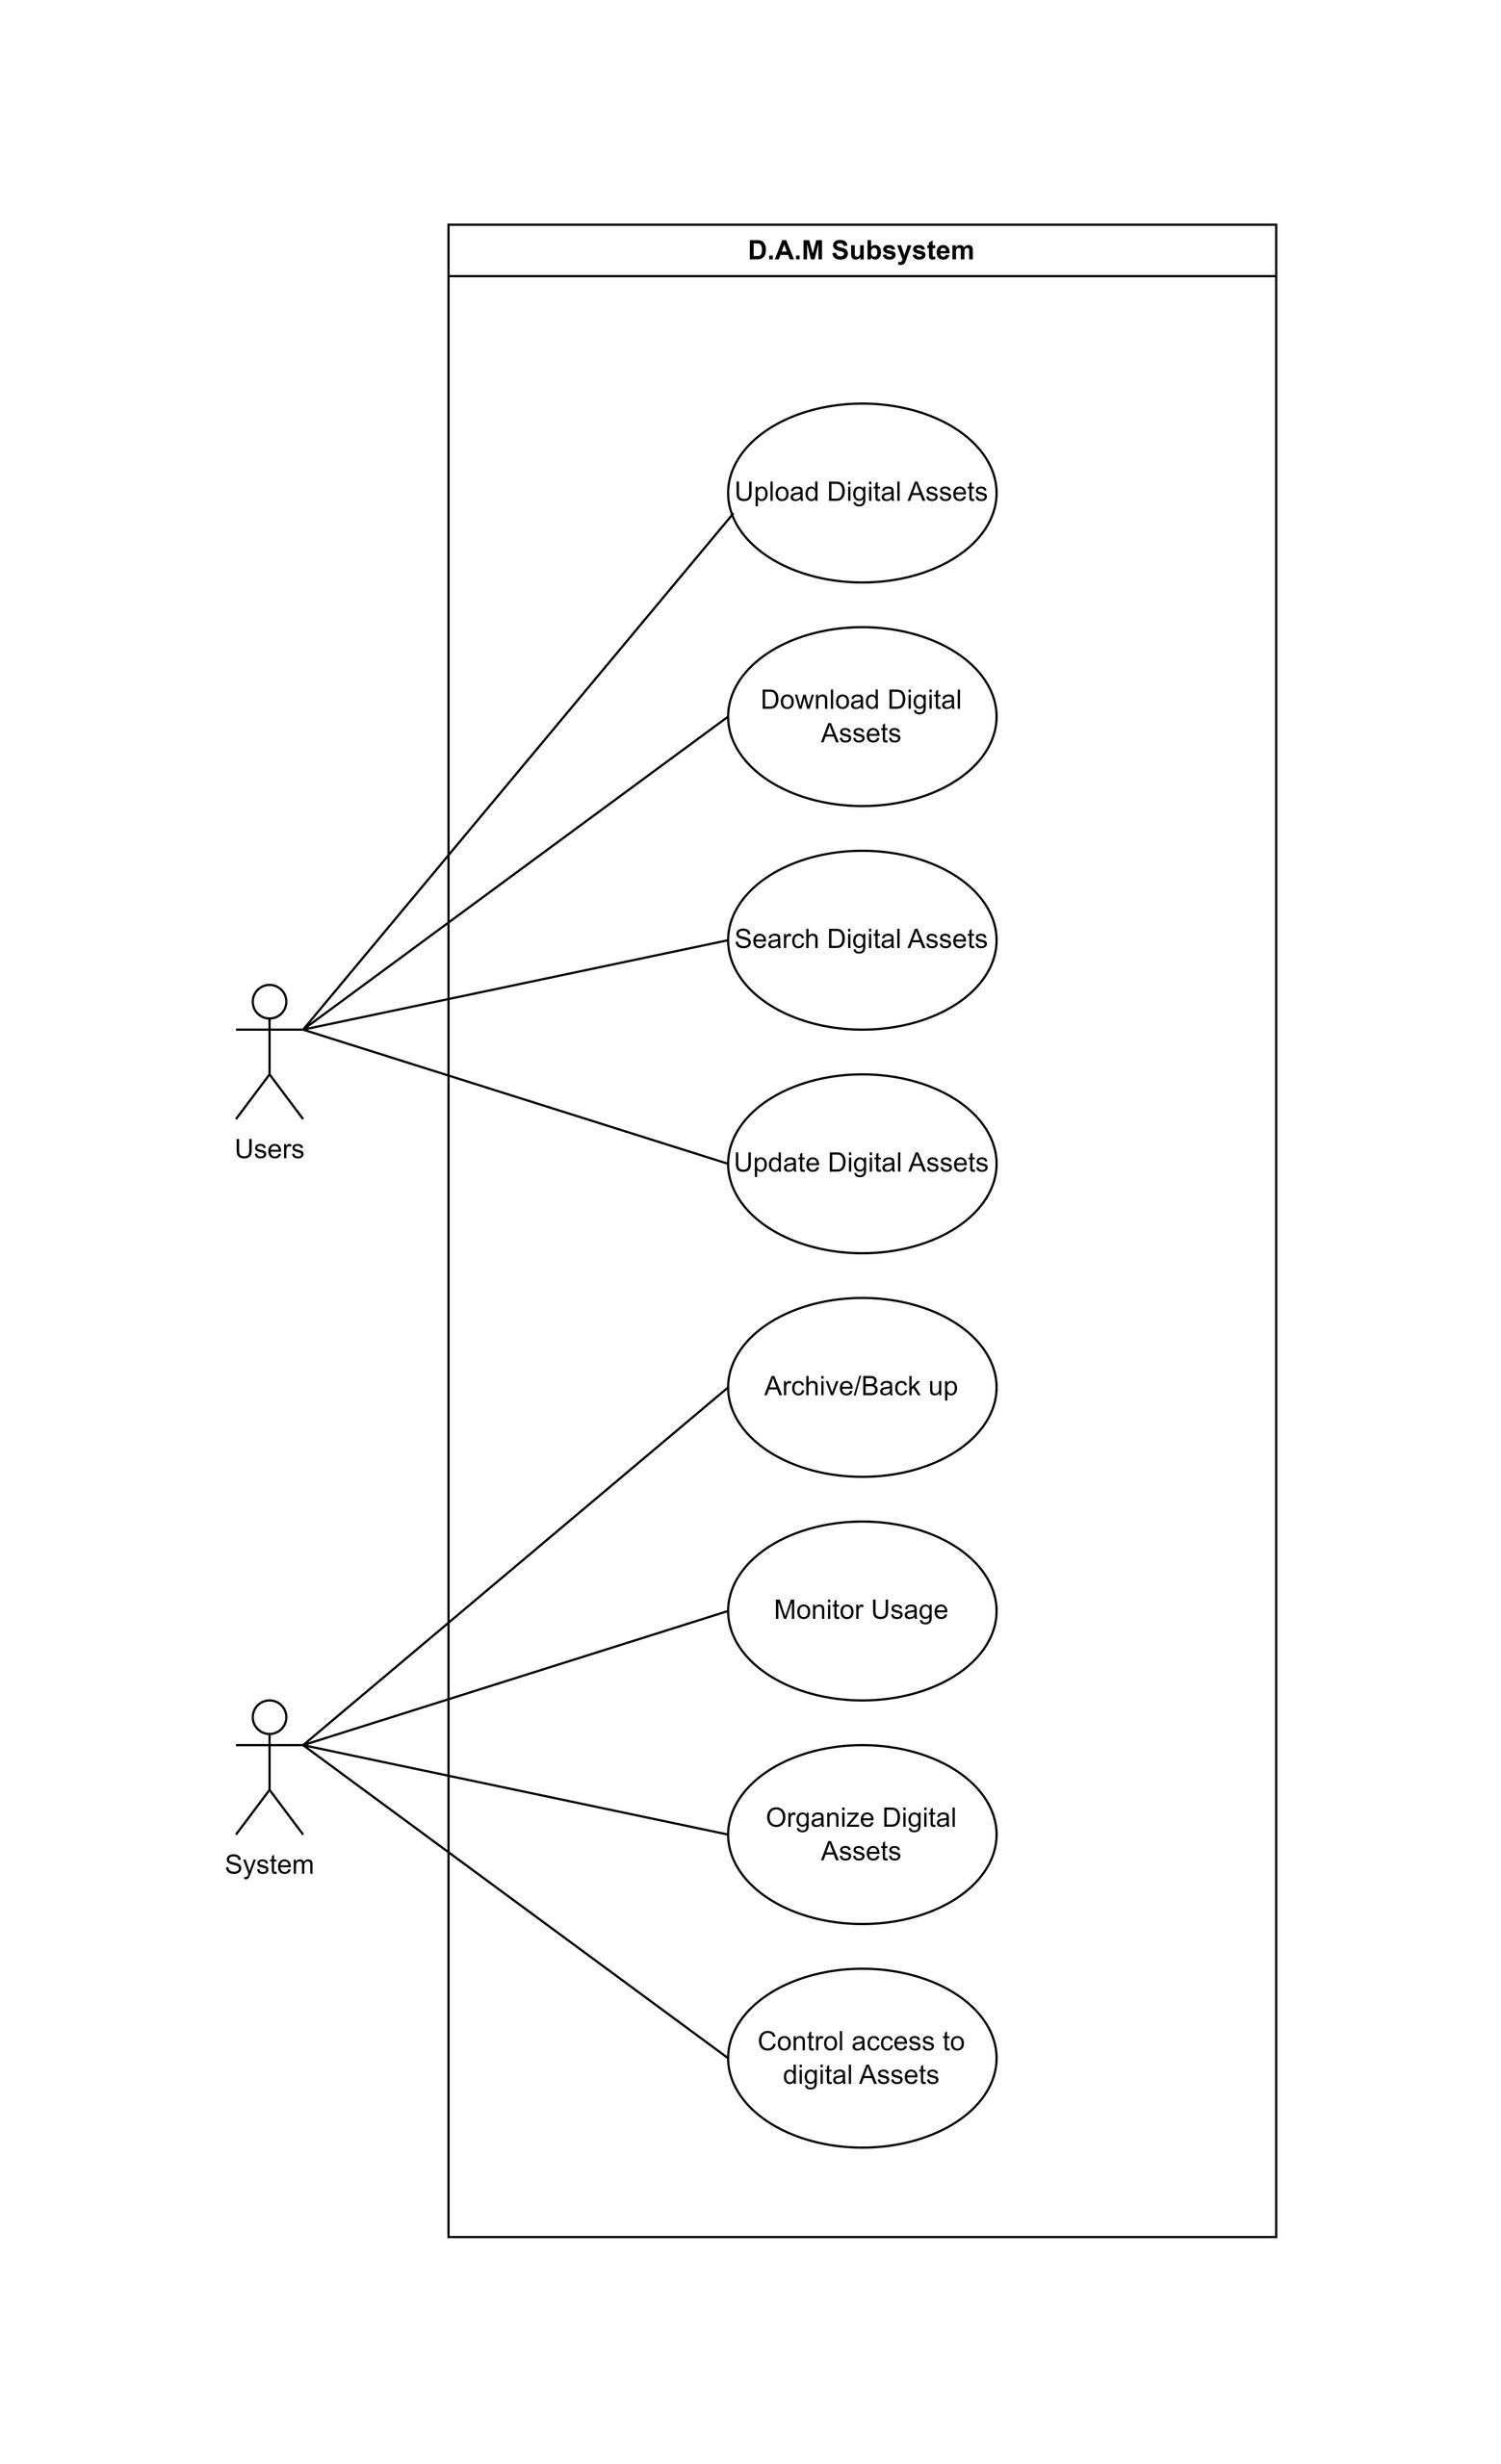 D.A.M Subsystem
Upload Digital Assets
Download Digital
Assets
Search Digital Assets
Users
Update Digital Assets
Archive/Back up
Monitor Usage
System
Organize Digital
Assets
Control access to
digital Assets